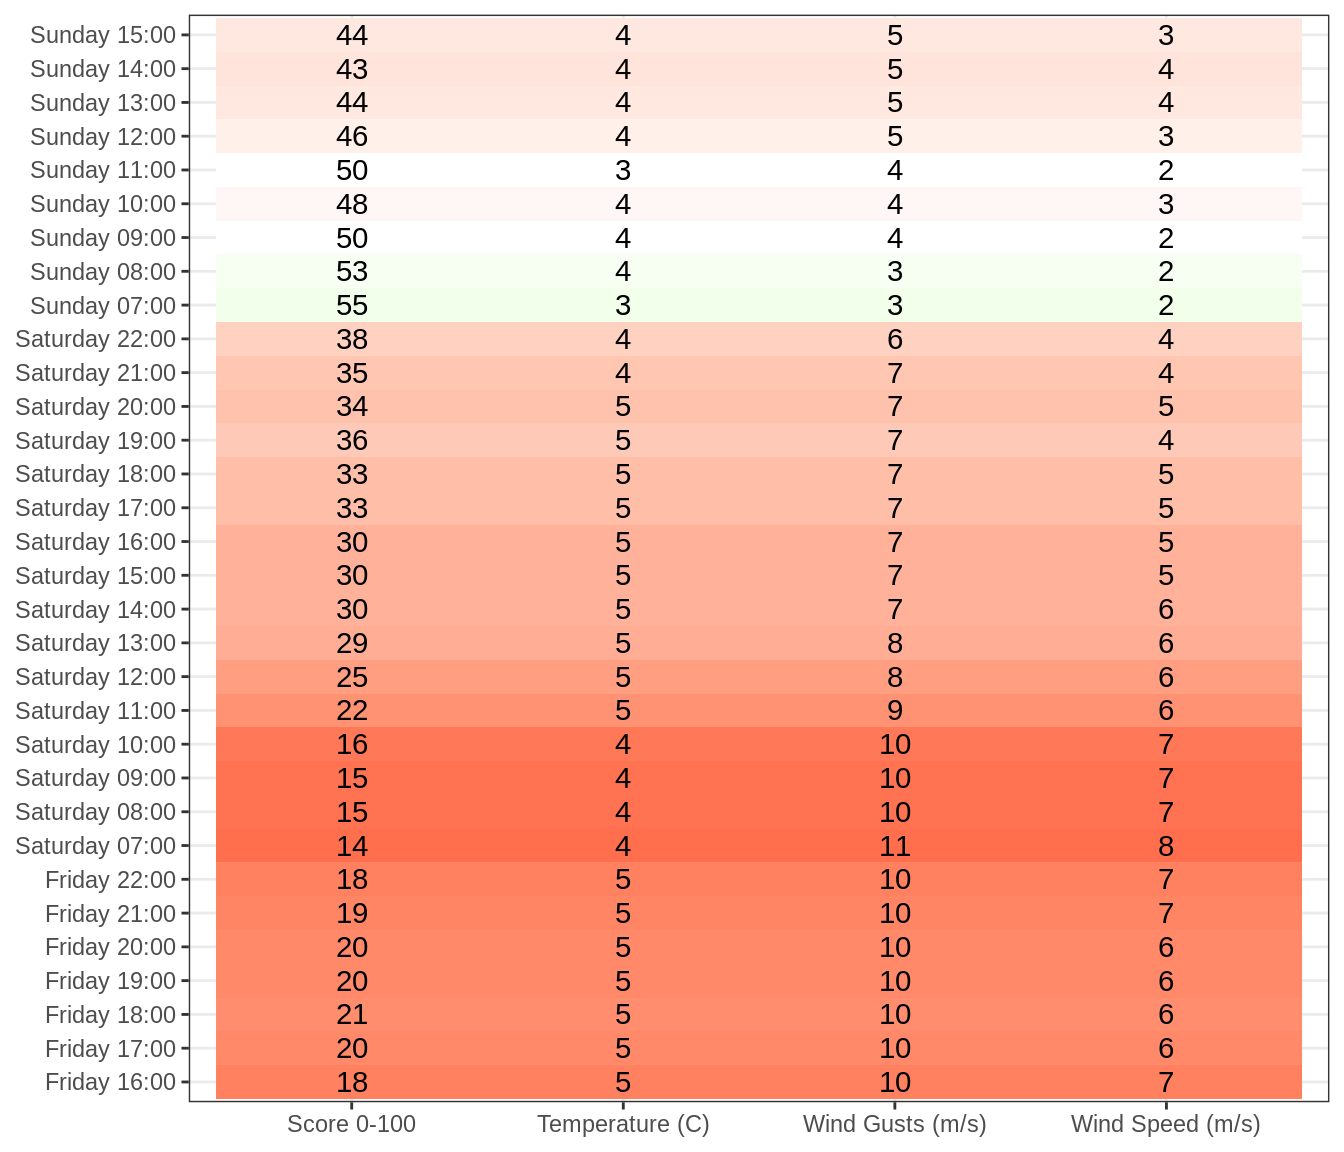 Sunday 15:00 44 4 5 3
Sunday 14:00 43 4 5 4
Sunday 13:00 44 4 5 4
Sunday 12:00 46 4 5 3
Sunday 11:00 50 3 4 2
Sunday 10:00 48 4 4 3
Sunday 09:00 50 4 4 2
Sunday 08:00 53 4 3 2
Sunday 07:00 55 3 3 2
Saturday 22:00 38 4 6 4
Saturday 21:00 35 4 7 4
Saturday 20:00 34 5 7 5
Saturday 19:00 36 5 7 4
Saturday 18:00 33 5 7 5
Saturday 17:00 33 5 7 5
Saturday 16:00 30 5 7 5
Saturday 15:00 30 5 7 5
Saturday 14:00 30 5 7 6
Saturday 13:00 29 5 8 6
Saturday 12:00 25 5 8 6
Saturday 11:00 22 5 9 6
Saturday 10:00 16 4 10 7
Saturday 09:00 15 4 10 7
Saturday 08:00 15 4 10 7
Saturday 07:00 14 4 11 8
Friday 22:00 18 5 10 7
Friday 21:00 19 5 10 7
Friday 20:00 20 5 10 6
Friday 19:00 20 5 10 6
Friday 18:00 21 5 10 6
Friday 17:00 20 5 10 6
Friday 16:00 18 5 10 7
Score 0-100 Temperature (C) Wind Gusts (m/s) Wind Speed (m/s)